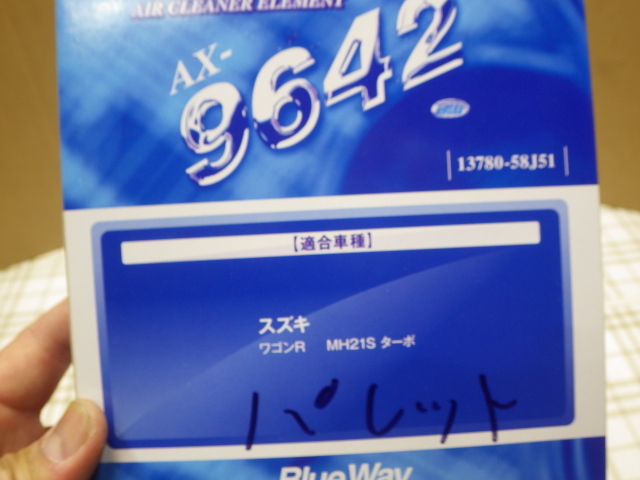 AIR CLEANER ELEMENT
AX-
9642
13780-58J51
【適合車種】
スズキ
ワゴンR MH21S ターボ
パレット
BlueWay